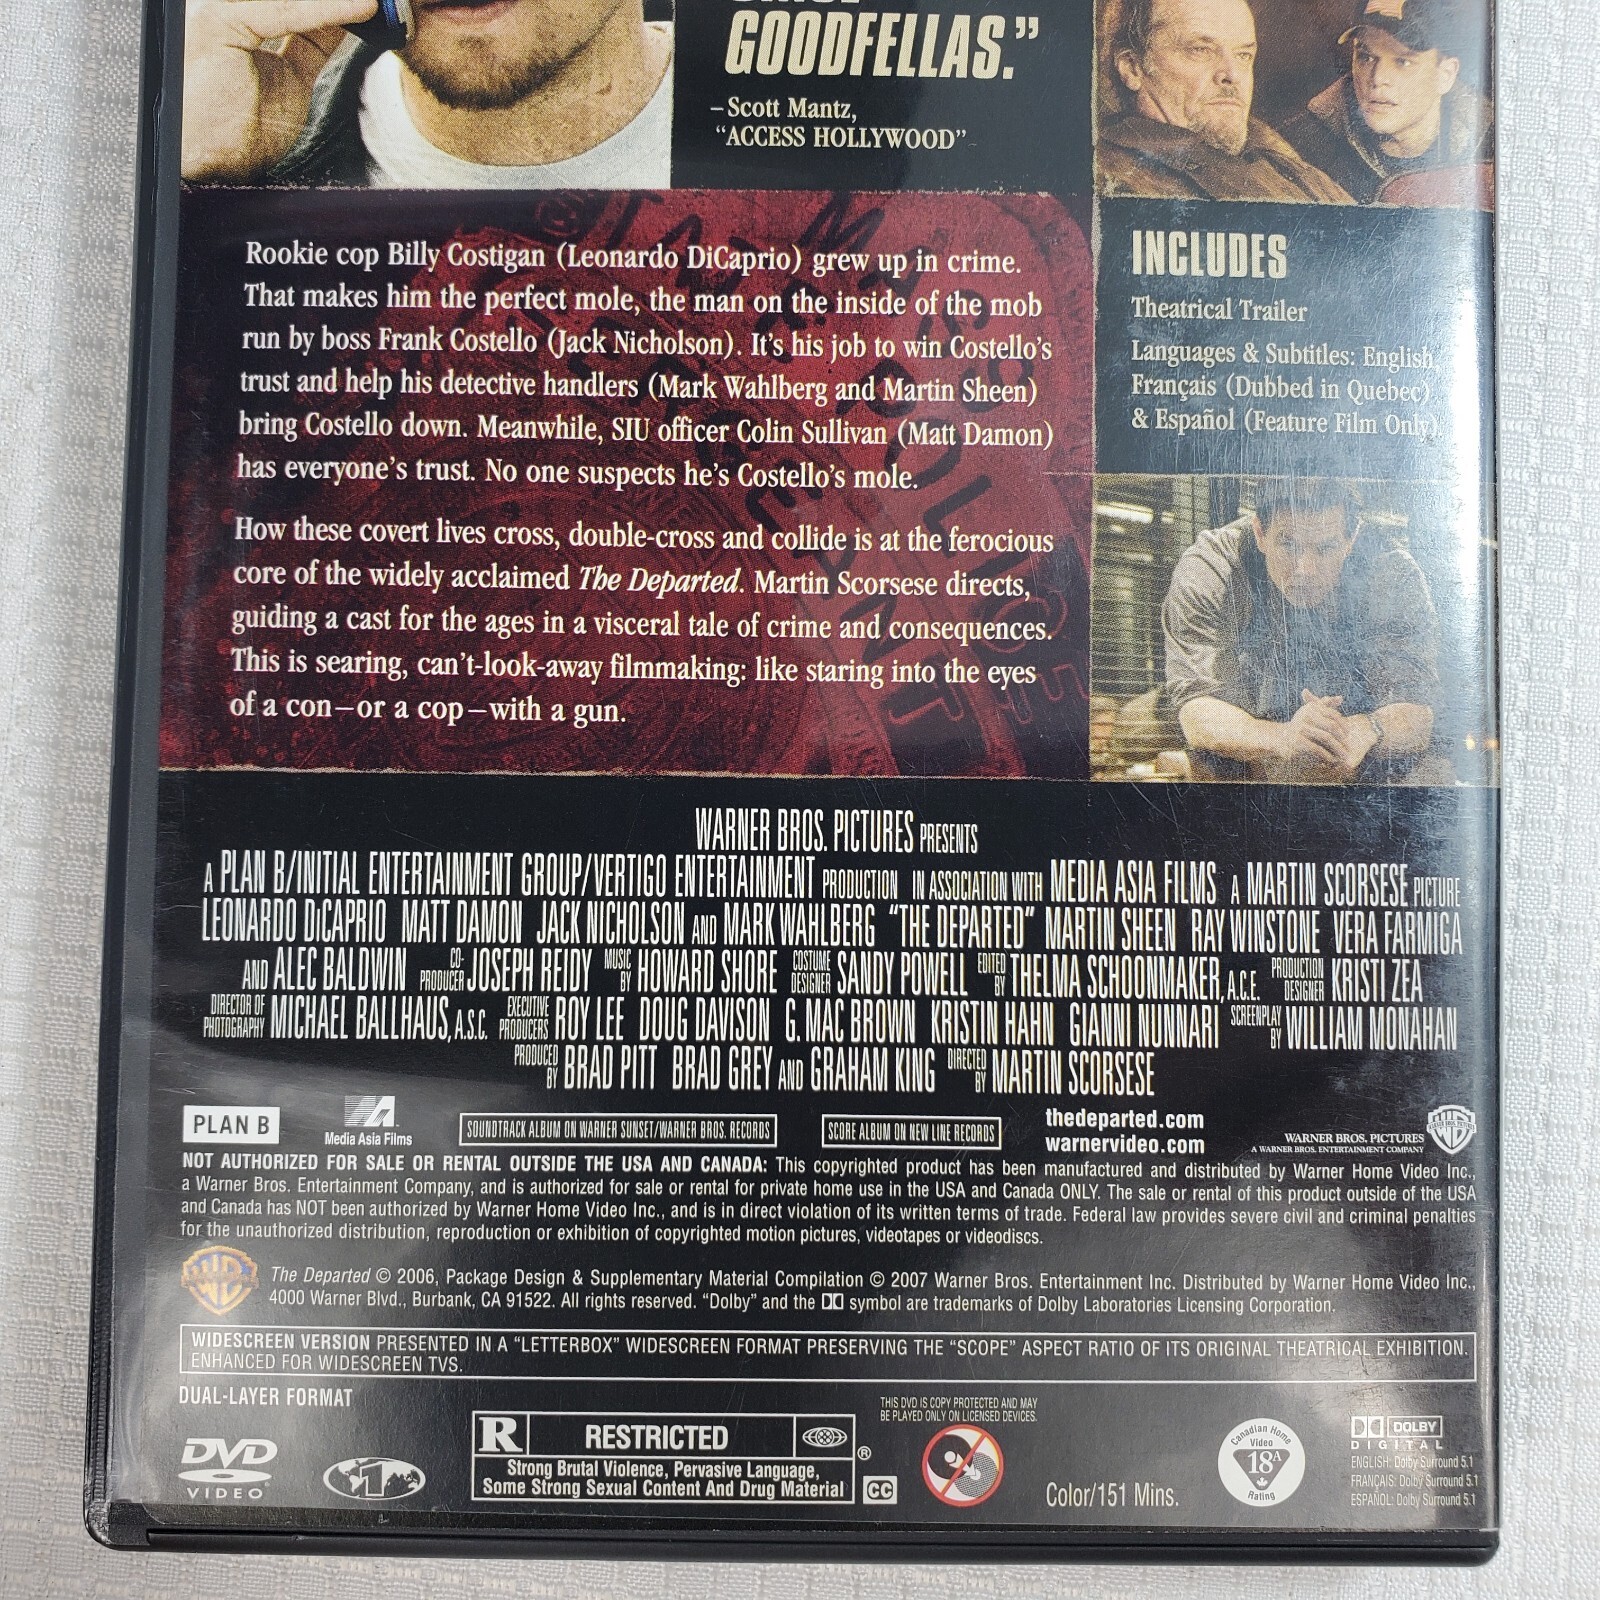 GOODFELLAS.”
–Scott Mantz,
“ACCESS HOLLYWOOD”
Rookie cop Billy Costigan (Leonardo DiCaprio) grew up in crime.
That makes him the perfect mole, the man on the inside of the mob
run by boss Frank Costello (Jack Nicholson). It’s his job to win Costello’s
trust and help his detective handlers (Mark Wahlberg and Martin Sheen)
bring Costello down. Meanwhile, SIU officer Colin Sullivan (Matt Damon)
has everyone’s trust. No one suspects he’s Costello’s mole.
How these covert lives cross, double-cross and collide is at the ferocious
core of the widely acclaimed The Departed. Martin Scorsese directs,
guiding a cast for the ages in a visceral tale of crime and consequences.
This is searing, can’t-look-away filmmaking: like staring into the eyes
of a con–or a cop–with a gun.
INCLUDES
Theatrical Trailer
Languages & Subtitles: English
Français (Dubbed in Quebec)
& Español (Feature Film Only)
WARNER BROS. PICTURES PRESENTS
A PLAN B/INITIAL ENTERTAINMENT GROUP/VERTIGO ENTERTAINMENT PRODUCTION IN ASSOCIATION WITH MEDIA ASIA FILMS A MARTIN SCORSESE PICTURE
LEONARDO DiCAPRIO MATT DAMON JACK NICHOLSON AND MARK WAHLBERG “THE DEPARTED” MARTIN SHEEN RAY WINSTONE VERA FARMIGA
AND ALEC BALDWIN CO-PRODUCER JOSEPH REIDY MUSIC BY HOWARD SHORE COSTUME DESIGNER SANDY POWELL EDITED BY THELMA SCHOONMAKER, A.C.E. PRODUCTION DESIGNER KRISTI ZEA
DIRECTOR OF PHOTOGRAPHY MICHAEL BALLHAUS, A.S.C. EXECUTIVE PRODUCERS ROY LEE DOUG DAVISON G. MAC BROWN KRISTIN HAHN GIANNI NUNNARI SCREENPLAY BY WILLIAM MONAHAN
PRODUCED BY BRAD PITT BRAD GREY AND GRAHAM KING DIRECTED BY MARTIN SCORSESE
PLAN B
Media Asia Films
SOUNDTRACK ALBUM ON WARNER SUNSET/WARNER BROS. RECORDS
SCORE ALBUM ON NEW LINE RECORDS
thedeparted.com
warnervideo.com
WARNER BROS. PICTURES
A WARNER BROS. ENTERTAINMENT COMPANY
NOT AUTHORIZED FOR SALE OR RENTAL OUTSIDE THE USA AND CANADA: This copyrighted product has been manufactured and distributed by Warner Home Video Inc.,
a Warner Bros. Entertainment Company, and is authorized for sale or rental for private home use in the USA and Canada ONLY. The sale or rental of this product outside of the USA
and Canada has NOT been authorized by Warner Home Video Inc., and is in direct violation of its written terms of trade. Federal law provides severe civil and criminal penalties
for the unauthorized distribution, reproduction or exhibition of copyrighted motion pictures, videotapes or videodiscs.
The Departed © 2006, Package Design & Supplementary Material Compilation © 2007 Warner Bros. Entertainment Inc. Distributed by Warner Home Video Inc.,
4000 Warner Blvd., Burbank, CA 91522. All rights reserved. “Dolby” and the DD symbol are trademarks of Dolby Laboratories Licensing Corporation.
WIDESCREEN VERSION PRESENTED IN A “LETTERBOX” WIDESCREEN FORMAT PRESERVING THE “SCOPE” ASPECT RATIO OF ITS ORIGINAL THEATRICAL EXHIBITION.
ENHANCED FOR WIDESCREEN TVS.
DUAL-LAYER FORMAT
DVD
VIDEO
1
R RESTRICTED ®
Strong Brutal Violence, Pervasive Language,
Some Strong Sexual Content And Drug Material
CC
THIS DVD IS COPY PROTECTED AND MAY
BE PLAYED ONLY ON LICENSED DEVICES.
Color/151 Mins.
Canadian Home
Video
18A
Rating
DOLBY
DIGITAL
ENGLISH: Dolby Surround 5.1
FRANÇAIS: Dolby Surround 5.1
ESPAÑOL: Dolby Surround 5.1